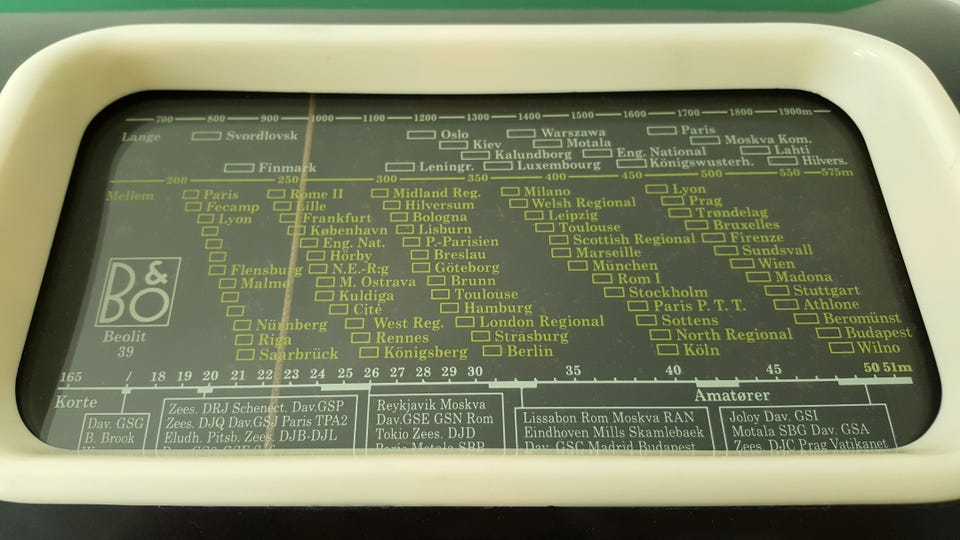 700 800 900 1000 1100 1200 1300 1400 1500 1600 1700 1800 1900m
Lange
Svordlovsk Oslo Warszawa Paris
Kiev Motala Moskva Kom.
Kalundborg Eng. National Lahti
Finmark Leningr. Luxembourg Königswusterh. Hilvers.
200 250 300 350 400 450 500 550 575m
Mellem
Paris Rome II Midland Reg. Milano Lyon
Fecamp Lille Hilversum Welsh Regional Prag
Lyon Frankfurt Bologna Leipzig Trøndelag
København Lisburn Toulouse Bruxelles
Eng. Nat. P.-Parisien Scottish Regional Firenze
Hörby Breslau Marseille Sundsvall
Flensburg N.E.-R:g Göteborg München Wien
Malmø M. Ostrava Brunn Rom I Madona
Kuldiga Toulouse Stockholm Stuttgart
Cité Hamburg Paris P. T. T. Athlone
Nürnberg West Reg. London Regional Sottens Beromünst
Riga Rennes Strasburg North Regional Budapest
Saarbrück Königsberg Berlin Köln Wilno
B&O
Beolit
39
165 / 18 19 20 21 22 23 24 25 26 27 28 29 30 35 40 45 50 51m
Korte
Amatører
Dav. GSG
B. Brook
Zees. DRJ Schenect. Dav.GSP
Zees. DJQ Dav.GSJ Paris TPA2
Eludh. Pitsb. Zees. DJB-DJL
Reykjavik Moskva
Dav.GSE GSN Rom
Tokio Zees. DJD
Paris Motala SBP
Lissabon Rom Moskva RAN
Eindhoven Mills Skamlebaek
Dav. GSC Madrid Budapest
Joloy Dav. GSI
Motala SBG Dav. GSA
Zees. DJC Prag Vatikanet